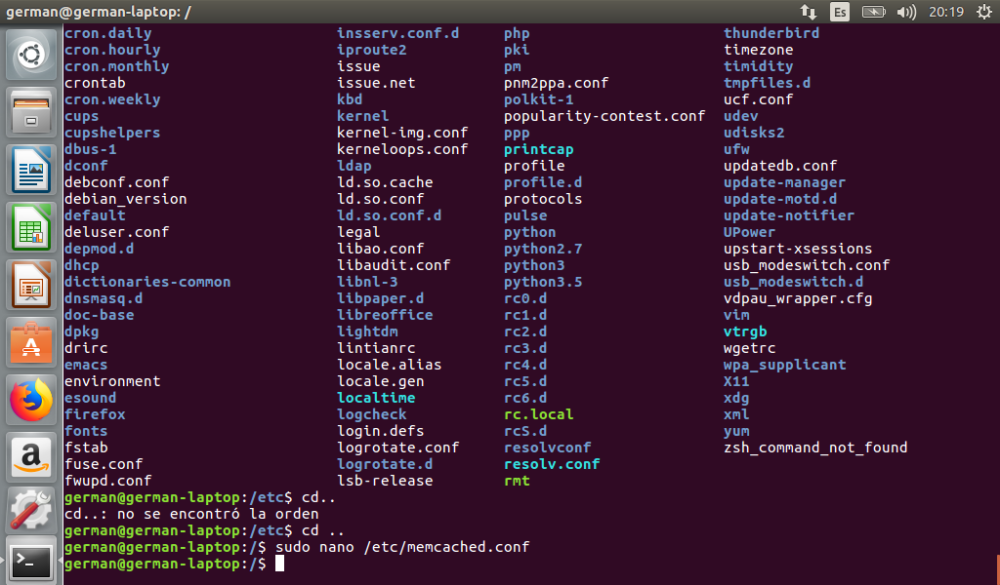 german@german-laptop: / Es 20:19
cron.daily insserv.conf.d php thunderbird
cron.hourly iproute2 pki timezone
cron.monthly issue pm timidity
crontab issue.net pnm2ppa.conf tmpfiles.d
cron.weekly kbd polkit-1 ucf.conf
cups kernel popularity-contest.conf udev
cupshelpers kernel-img.conf ppp udisks2
dbus-1 kerneloops.conf printcap ufw
dconf ldap profile updatedb.conf
debconf.conf ld.so.cache profile.d update-manager
debian_version ld.so.conf protocols update-motd.d
default ld.so.conf.d pulse update-notifier
deluser.conf legal python UPower
depmod.d libao.conf python2.7 upstart-xsessions
dhcp libaudit.conf python3 usb_modeswitch.conf
dictionaries-common libnl-3 python3.5 usb_modeswitch.d
dnsmasq.d libpaper.d rc0.d vdpau_wrapper.cfg
doc-base libreoffice rc1.d vim
dpkg lightdm rc2.d vtrgb
drirc lintianrc rc3.d wgetrc
emacs locale.alias rc4.d wpa_supplicant
environment locale.gen rc5.d X11
esound localtime rc6.d xdg
firefox logcheck rc.local xml
fonts login.defs rcS.d yum
fstab logrotate.conf resolvconf zsh_command_not_found
fuse.conf logrotate.d resolv.conf
fwupd.conf lsb-release rmt
german@german-laptop:/etc$ cd..
cd..: no se encontró la orden
german@german-laptop:/etc$ cd ..
german@german-laptop:/$ sudo nano /etc/memcached.conf
german@german-laptop:/$